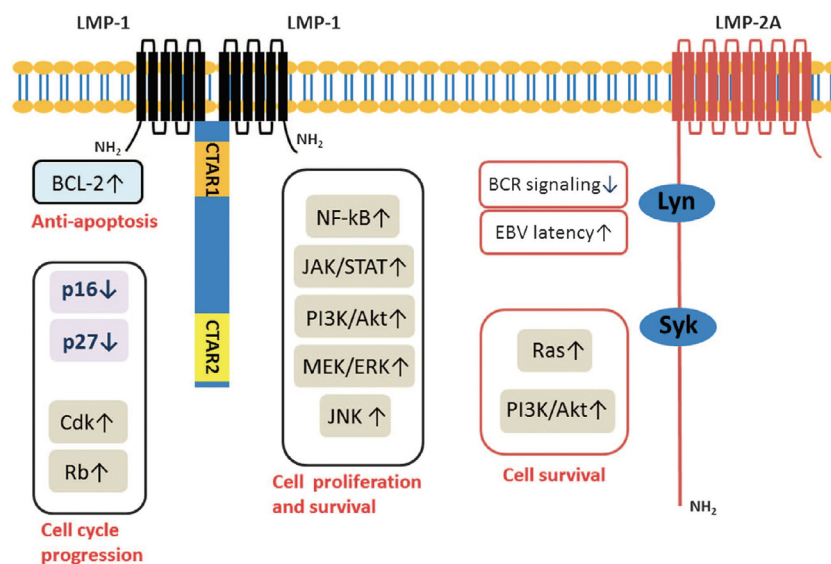 LMP-1
LMP-1
LMP-2A
NH2
NH2
BCL-2↑
Anti-apoptosis
p16↓
p27↓
Cdk↑
Rb↑
Cell cycle
progression
CTAR1
CTAR2
NF-kB↑
JAK/STAT↑
PI3K/Akt↑
MEK/ERK↑
JNK ↑
Cell proliferation
and survival
BCR signaling↓
EBV latency↑
Ras↑
PI3K/Akt↑
Cell survival
Lyn
Syk
NH2